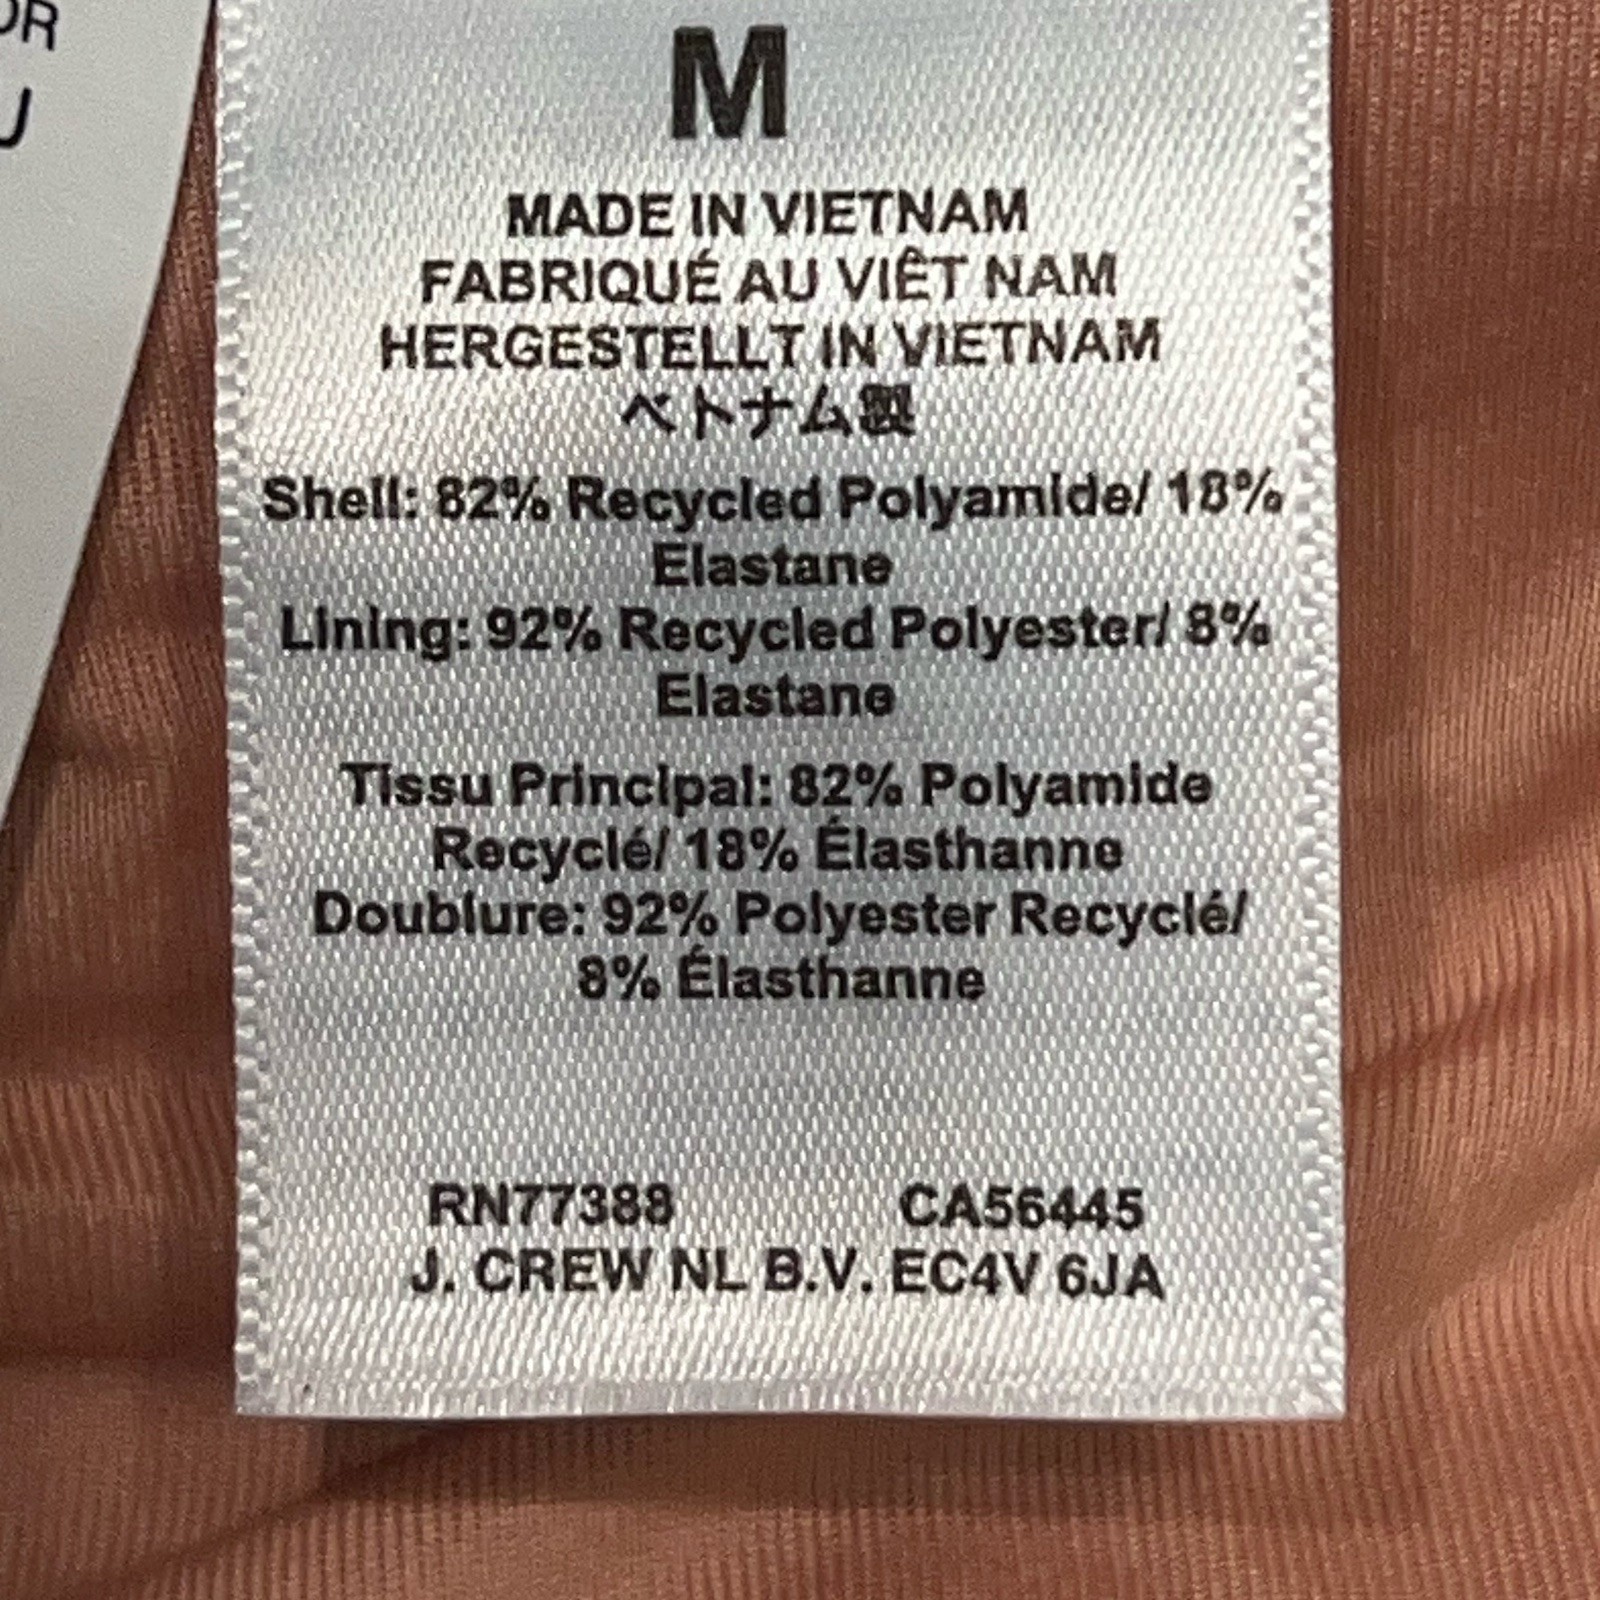 OR
U
M
MADE IN VIETNAM
FABRIQUÉ AU VIÊT NAM
HERGESTELLT IN VIETNAM
ベトナム製
Shell: 82% Recycled Polyamide/ 18%
Elastane
Lining: 92% Recycled Polyester/ 8%
Elastane
Tissu Principal: 82% Polyamide
Recyclé/ 18% Élasthanne
Doublure: 92% Polyester Recyclé/
8% Élasthanne
RN77388 CA56445
J. CREW NL B.V. EC4V 6JA